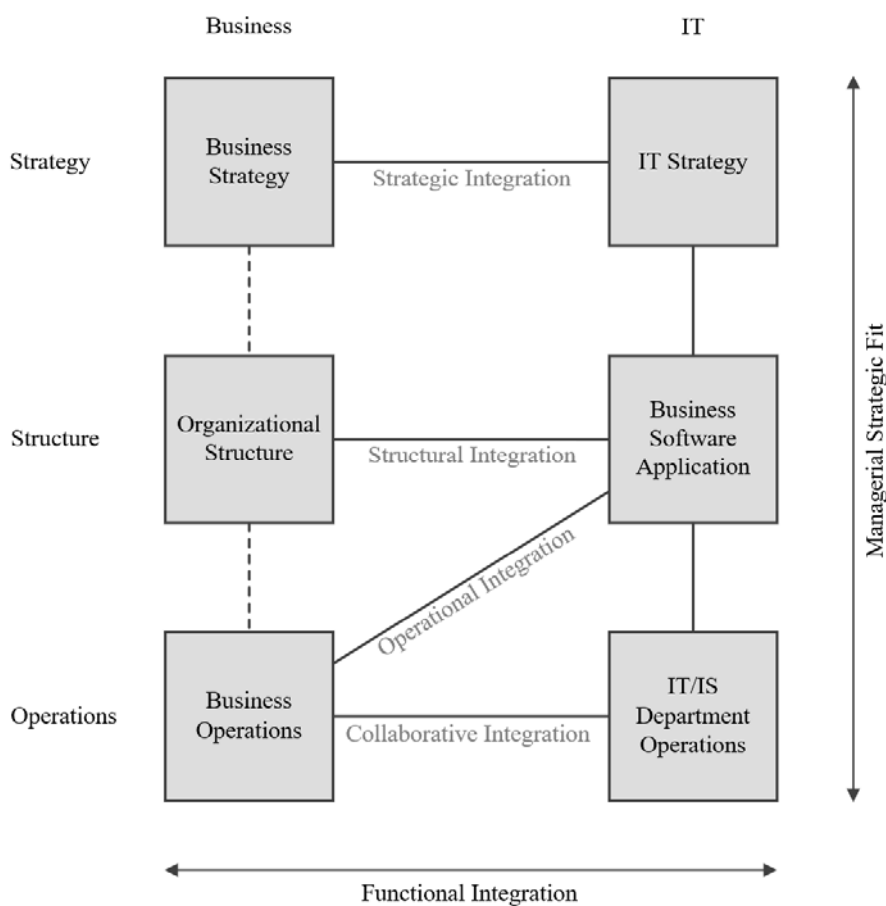 Business
IT
Strategy
Business
Strategy
Strategic Integration
IT Strategy
Structure
Organizational
Structure
Structural Integration
Business
Software
Application
Operational Integration
Operations
Business
Operations
Collaborative Integration
IT/IS
Department
Operations
Managerial Strategic Fit
Functional Integration